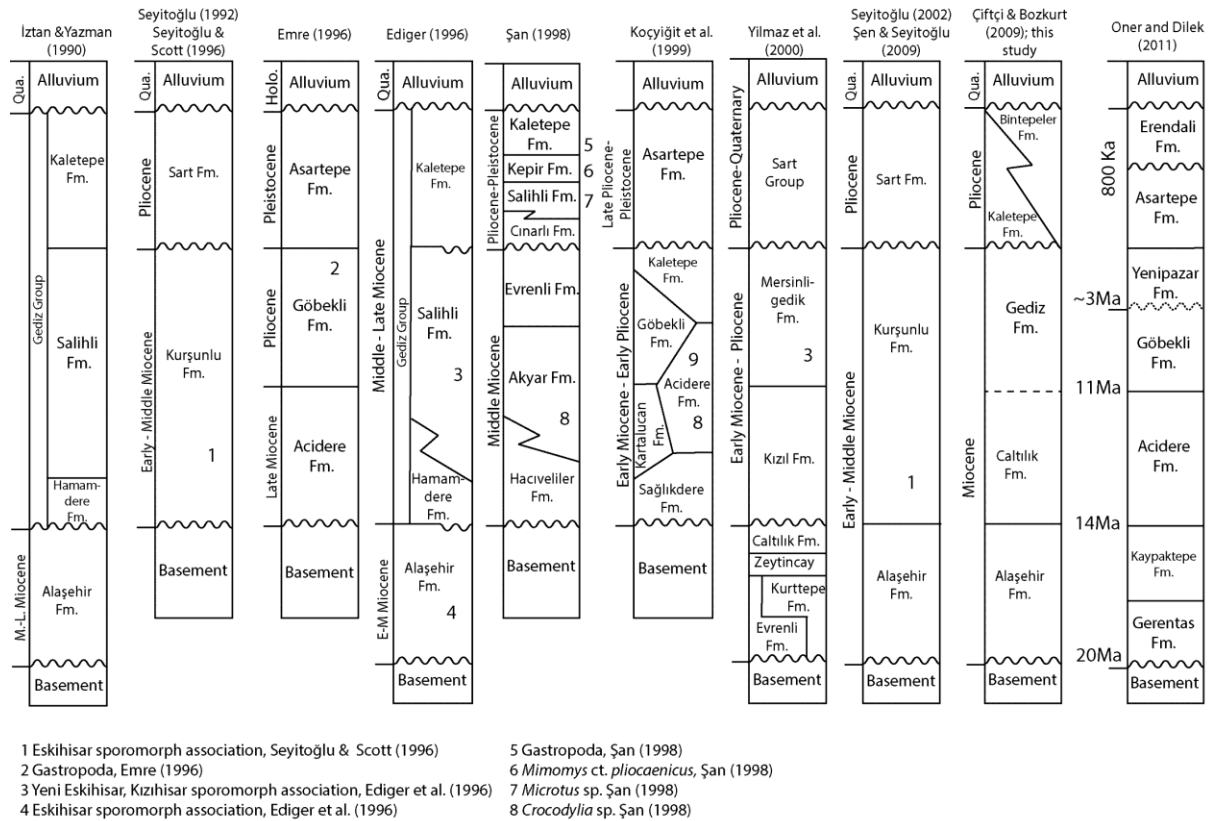 İztan &Yazman
(1990)
Qua.
Alluvium
Gediz Group
Kaletepe
Fm.
Salihli
Fm.
Hamam-
dere
Fm.
M.-L. Miocene
Alaşehir
Fm.
Basement
Seyitoğlu (1992)
Seyitoğlu &
Scott (1996)
Qua.
Alluvium
Pliocene
Sart Fm.
Early - Middle Miocene
Kurşunlu
Fm.
1
Basement
Emre (1996)
Holo.
Alluvium
Pleistocene
Asartepe
Fm.
Pliocene
2
Göbekli
Fm.
Late Miocene
Acidere
Fm.
Basement
Ediger (1996)
Qua.
Alluvium
Middle - Late Miocene
Gediz Group
Kaletepe
Fm.
Salihli
Fm.
3
Hamam-
dere
Fm.
E-M Miocene
Alaşehir
Fm.
4
Basement
Şan (1998)
Alluvium
Pliocene-Pleistocene
Kaletepe
Fm. 5
Kepir Fm. 6
Salihli Fm. 7
Cınarlı Fm.
Middle Miocene
Evrenli Fm.
Akyar Fm.
8
Hacıveliler
Fm.
Basement
Koçyiğit et al.
(1999)
Alluvium
Late Pliocene-
Pleistocene
Asartepe
Fm.
Early Miocene - Early Pliocene
Kaletepe
Fm.
Göbekli
Fm.
9
Acidere
Fm.
8
Kartalucan
Fm.
Sağlıkdere
Fm.
Basement
Yilmaz et al.
(2000)
Alluvium
Pliocene-Quaternary
Sart
Group
Early Miocene - Pliocene
Mersinli-
gedik Fm.
3
Kızıl Fm.
Caltılık Fm.
Zeytincay
Kurttepe
Fm.
Evrenli
Fm.
Basement
Seyitoğlu (2002)
Şen & Seyitoğlu
(2009)
Qua.
Alluvium
Pliocene
Sart Fm.
Early - Middle Miocene
Kurşunlu
Fm.
1
Alaşehir
Fm.
Basement
Çiftçi & Bozkurt
(2009); this
study
Qua.
Alluvium
Pliocene
Bintepeler
Fm.
Kaletepe
Fm.
Miocene
Gediz
Fm.
Caltılık
Fm.
Alaşehir
Fm.
Basement
Oner and Dilek
(2011)
Alluvium
800 Ka
Erendali
Fm.
Asartepe
Fm.
Yenipazar
Fm.
~3Ma
Göbekli
Fm.
11Ma
Acidere
Fm.
14Ma
Kaypaktepe
Fm.
Gerentas
Fm.
20Ma
Basement
1 Eskihisar sporomorph association, Seyitoğlu & Scott (1996)
2 Gastropoda, Emre (1996)
3 Yeni Eskihisar, Kızıhisar sporomorph association, Ediger et al. (1996)
4 Eskihisar sporomorph association, Ediger et al. (1996)
5 Gastropoda, Şan (1998)
6 Mimomys ct. pliocaenicus, Şan (1998)
7 Microtus sp. Şan (1998)
8 Crocodylia sp. Şan (1998)